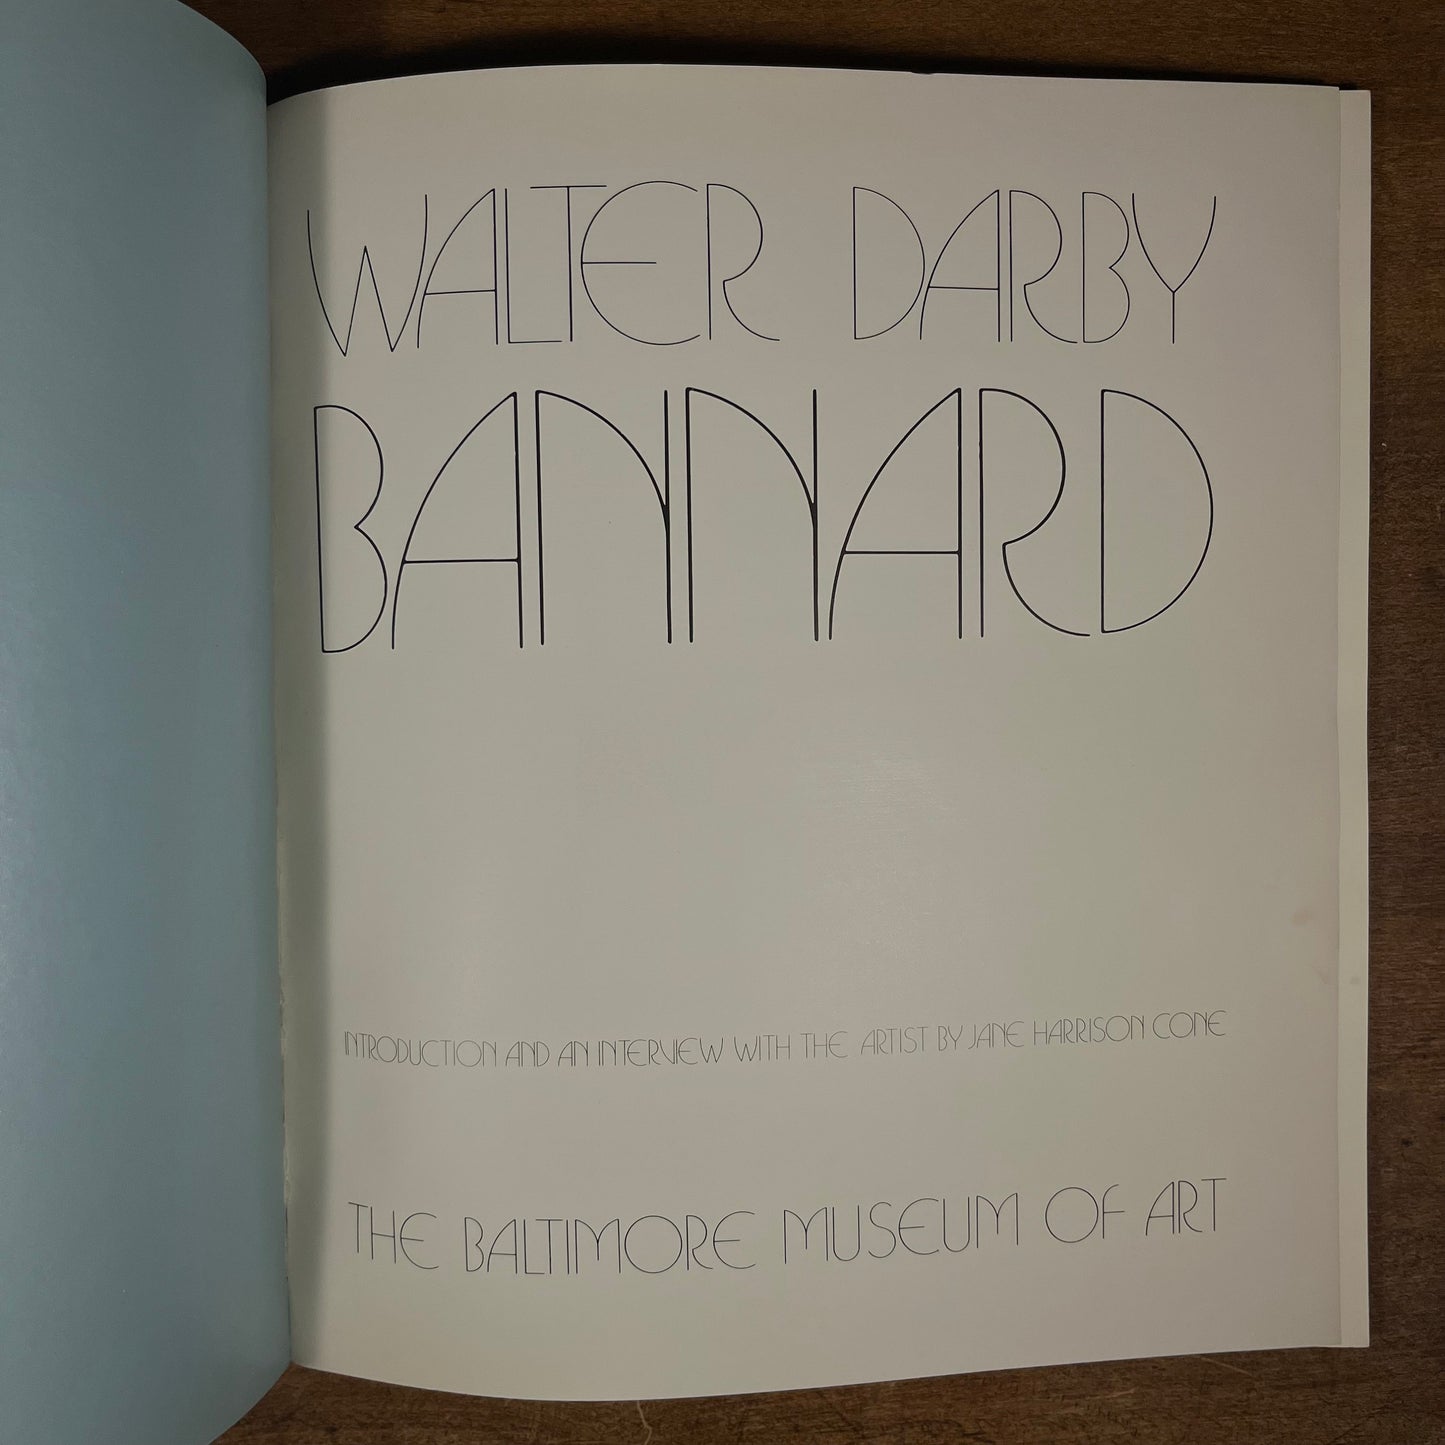 WALTER DARBY
BANNARD
INTRODUCTION AND AN INTERVIEW WITH THE ARTIST BY JANE HARRISON CONE
THE BALTIMORE MUSEUM OF ART